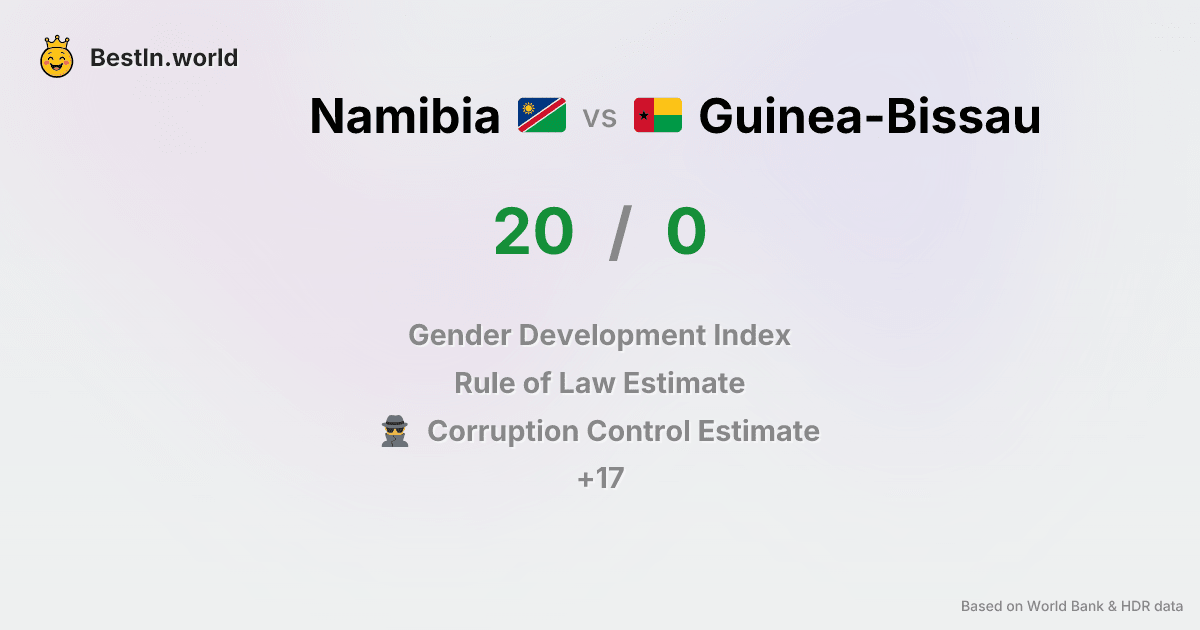 BestIn.world
Namibia vs Guinea-Bissau
20 / 0
Gender Development Index
Rule of Law Estimate
Corruption Control Estimate
+17
Based on World Bank & HDR data